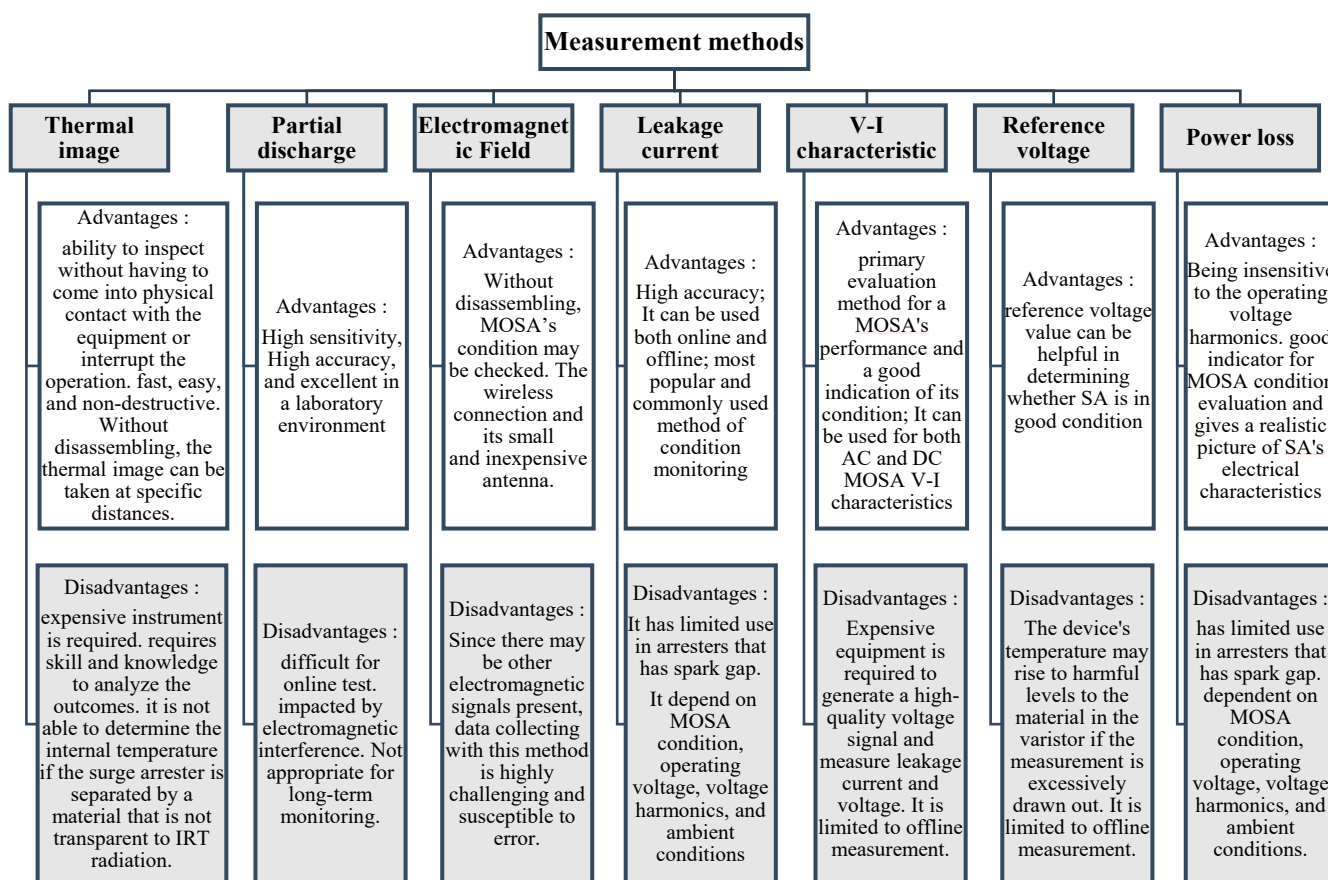 Measurement methods
Thermal
image
Partial
discharge
Electromagnet
ic Field
Leakage
current
V-I
characteristic
Reference
voltage
Power loss
Advantages :
ability to inspect
without having to
come into physical
contact with the
equipment or
interrupt the
operation. fast, easy,
and non-destructive.
Without
disassembling, the
thermal image can be
taken at specific
distances.
Advantages :
High sensitivity,
High accuracy,
and excellent in
a laboratory
environment
Advantages :
Without
disassembling,
MOSA’s
condition may
be checked. The
wireless
connection and
its small
and inexpensive
antenna.
Advantages :
High accuracy;
It can be used
both online and
offline; most
popular and
commonly used
method of
condition
monitoring
Advantages :
primary
evaluation
method for a
MOSA's
performance and
a good
indication of its
condition; It can
be used for both
AC and DC
MOSA V-I
characteristics
Advantages :
reference voltage
value can be
helpful in
determining
whether SA is in
good condition
Advantages :
Being insensitive
to the operating
voltage
harmonics. good
indicator for
MOSA condition
evaluation and
gives a realistic
picture of SA's
electrical
characteristics
Disadvantages :
expensive instrument
is required. requires
skill and knowledge
to analyze the
outcomes. it is not
able to determine the
internal temperature
if the surge arrester is
separated by a
material that is not
transparent to IRT
radiation.
Disadvantages :
difficult for
online test.
impacted by
electromagnetic
interference. Not
appropriate for
long-term
monitoring.
Disadvantages :
Since there may
be other
electromagnetic
signals present,
data collecting
with this method
is highly
challenging and
susceptible to
error.
Disadvantages :
It has limited use
in arresters that
has spark gap.
It depend on
MOSA
condition,
operating
voltage, voltage
harmonics, and
ambient
conditions
Disadvantages :
Expensive
equipment is
required to
generate a high-
quality voltage
signal and
measure leakage
current and
voltage. It is
limited to offline
measurement.
Disadvantages :
The device's
temperature may
rise to harmful
levels to the
material in the
varistor if the
measurement is
excessively
drawn out. It is
limited to offline
measurement.
Disadvantages :
has limited use
in arresters that
has spark gap.
dependent on
MOSA
condition,
operating
voltage, voltage
harmonics, and
ambient
conditions.